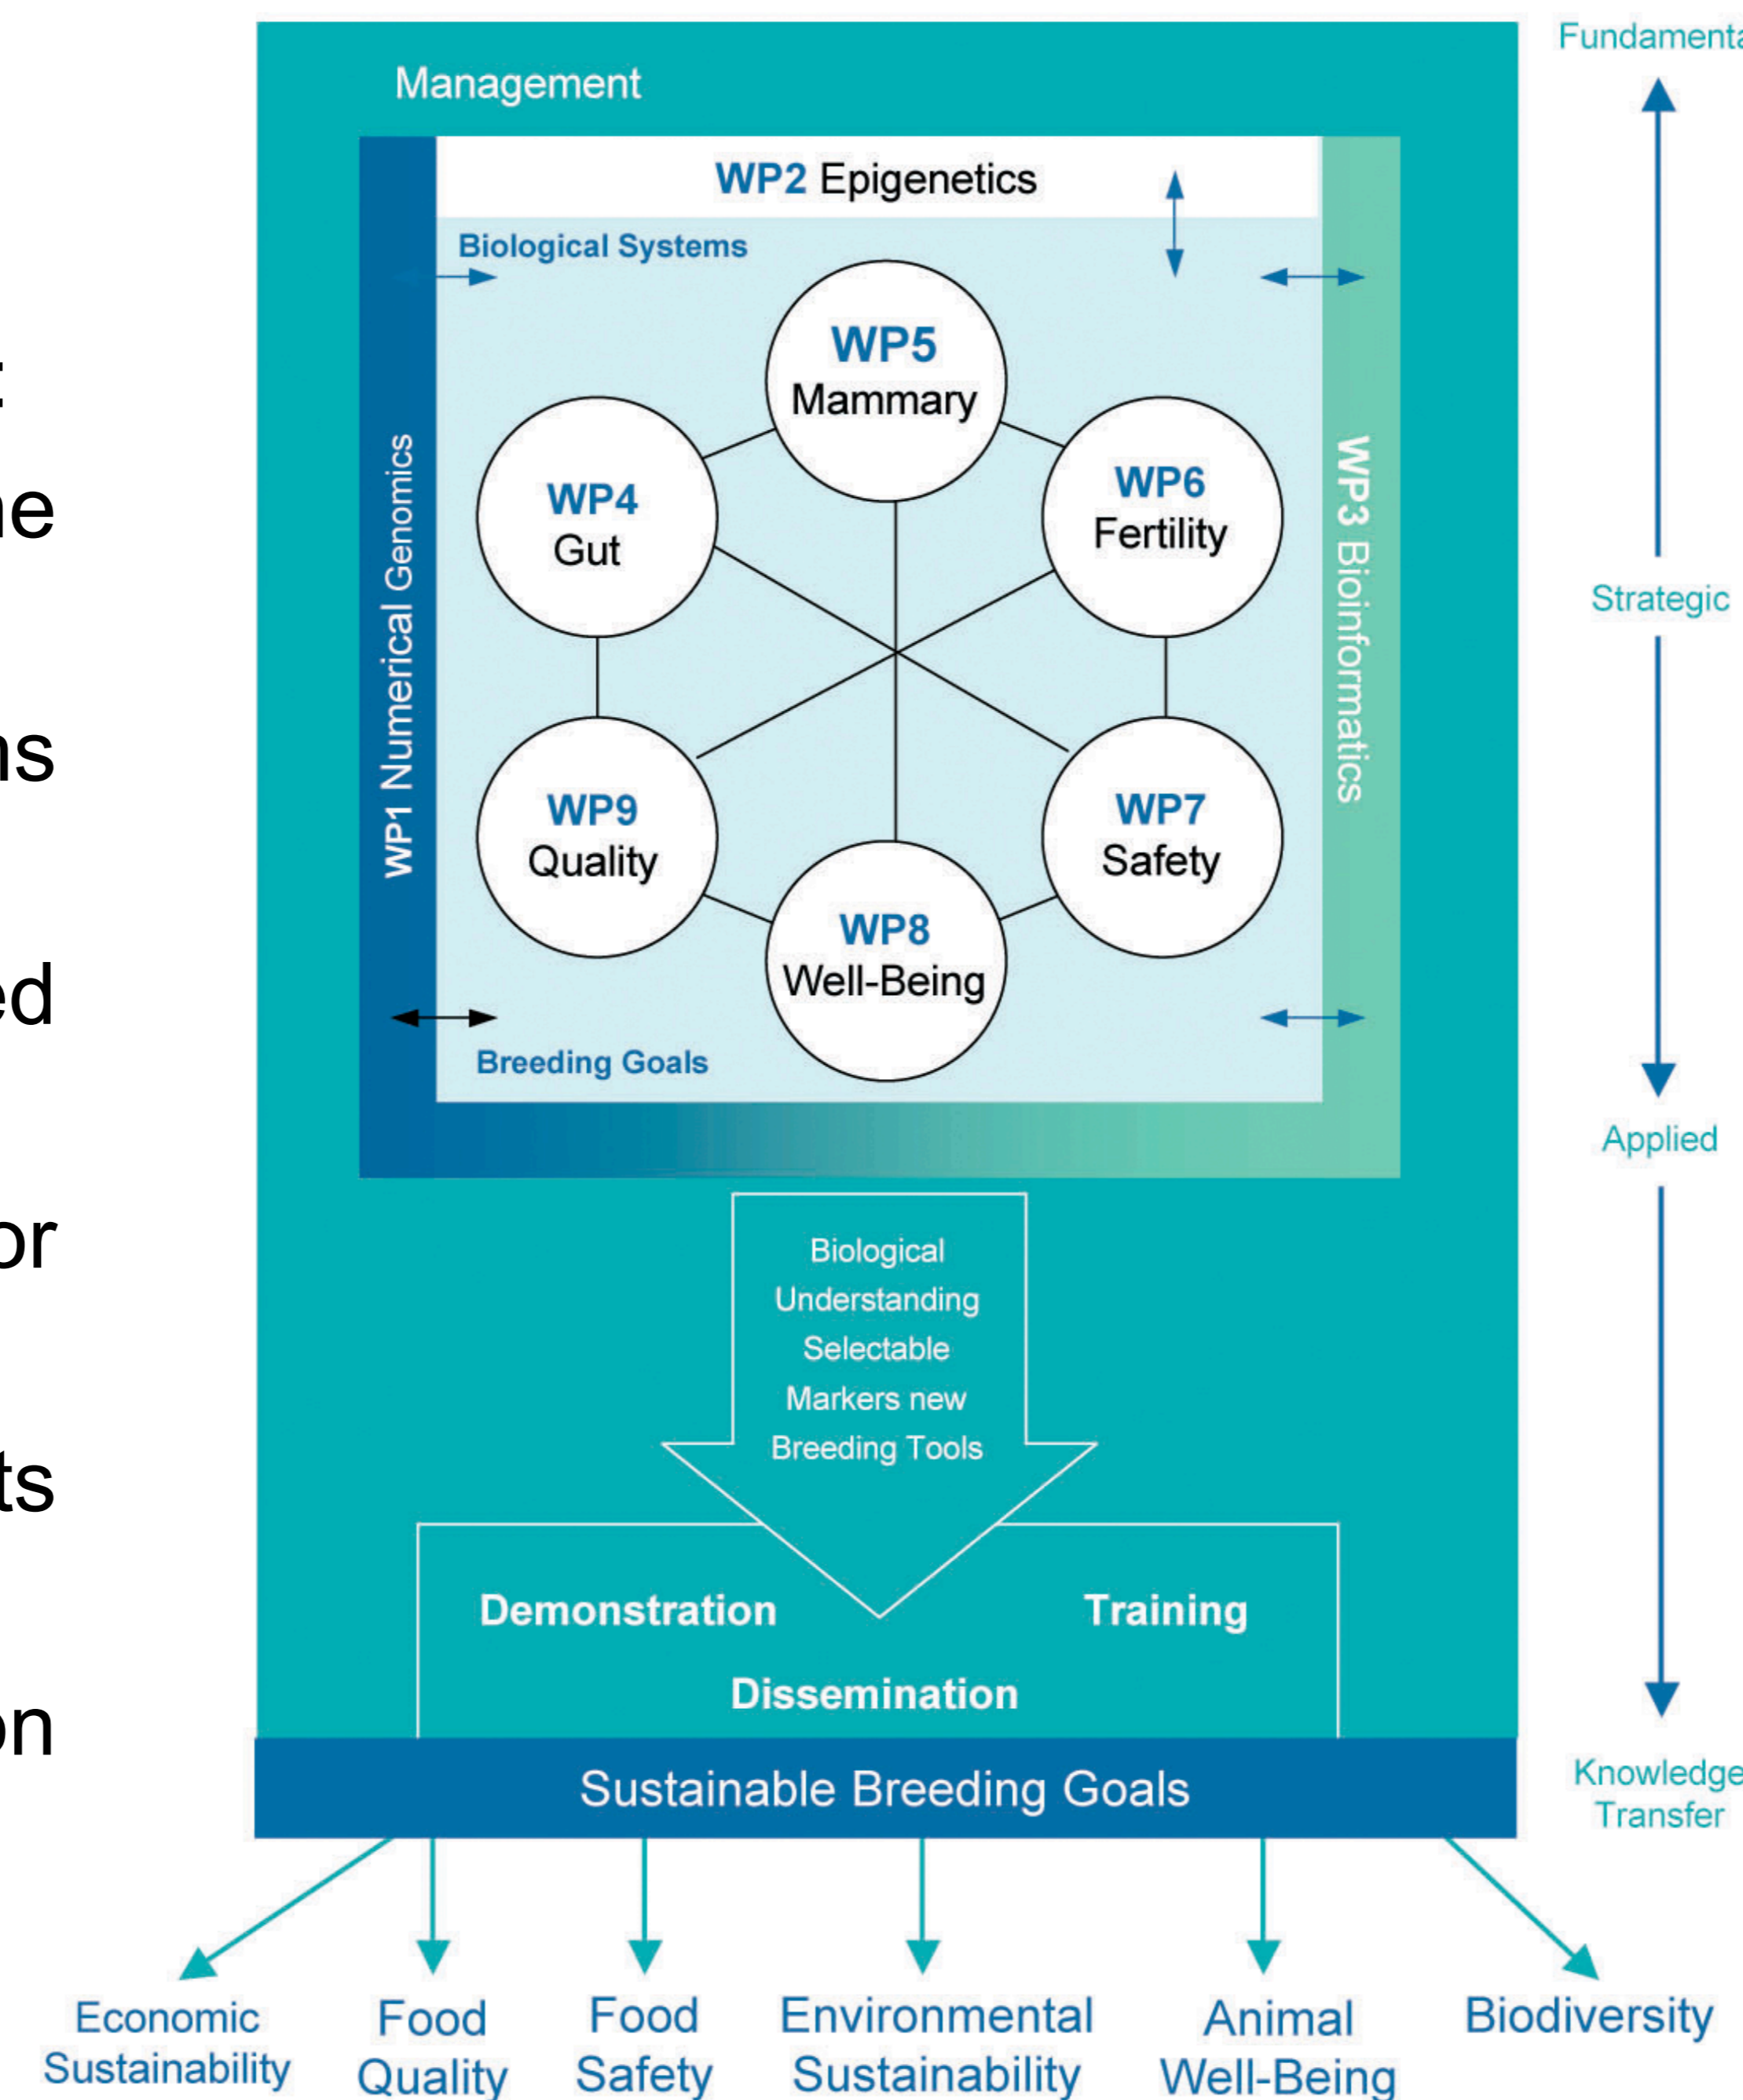 Management
WP2 Epigenetics
Biological Systems
WP1 Numerical Genomics
WP3 Bioinformatics
WP5
Mammary
WP4
Gut
WP6
Fertility
WP9
Quality
WP7
Safety
WP8
Well-Being
Breeding Goals
Biological
Understanding
Selectable
Markers new
Breeding Tools
Demonstration
Training
Dissemination
Sustainable Breeding Goals
Economic
Sustainability
Food
Quality
Food
Safety
Environmental
Sustainability
Animal
Well-Being
Biodiversity
Fundamenta
Strategic
Applied
Knowledge
Transfer